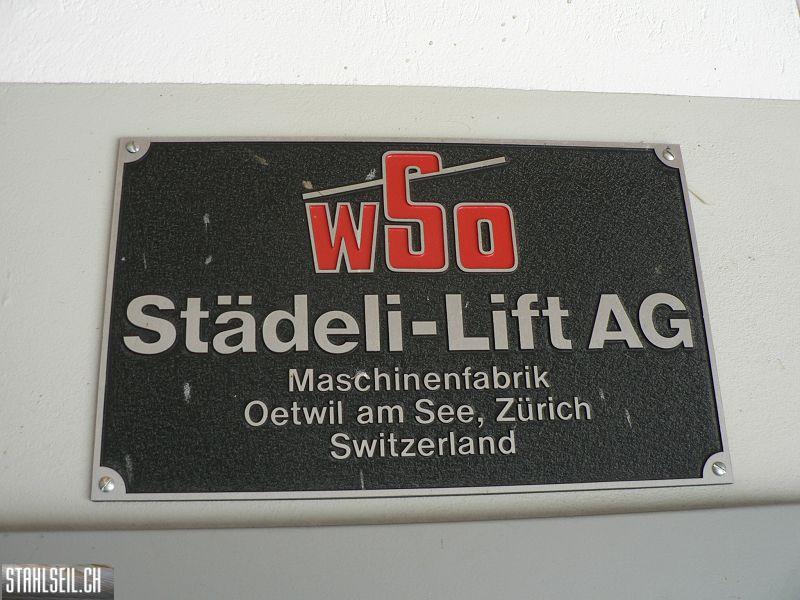 WSO
Städeli-Lift AG
Maschinenfabrik
Oetwil am See, Zürich
Switzerland
STAHLSEIL.CH